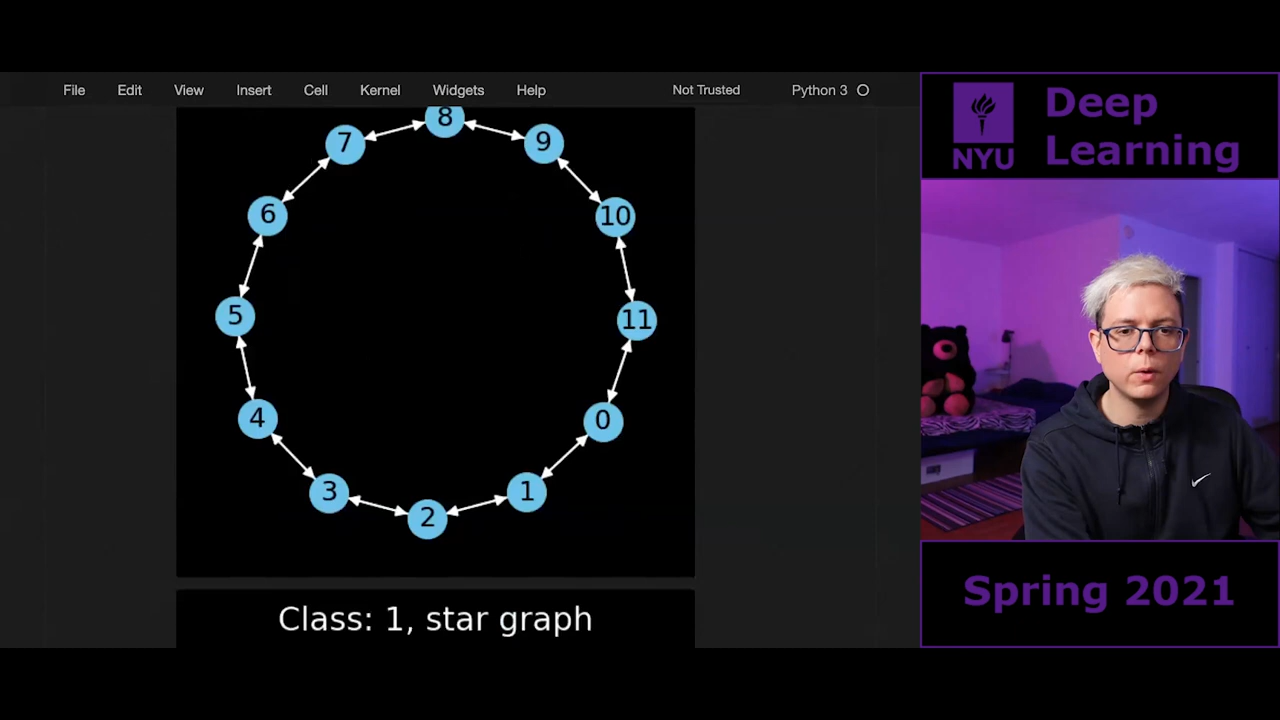 File Edit View Insert Cell Kernel Widgets Help Not Trusted Python 3
8
7 9
6 10
5 11
4 0
3 1
2
Class: 1, star graph
NYU
Deep
Learning
Spring 2021